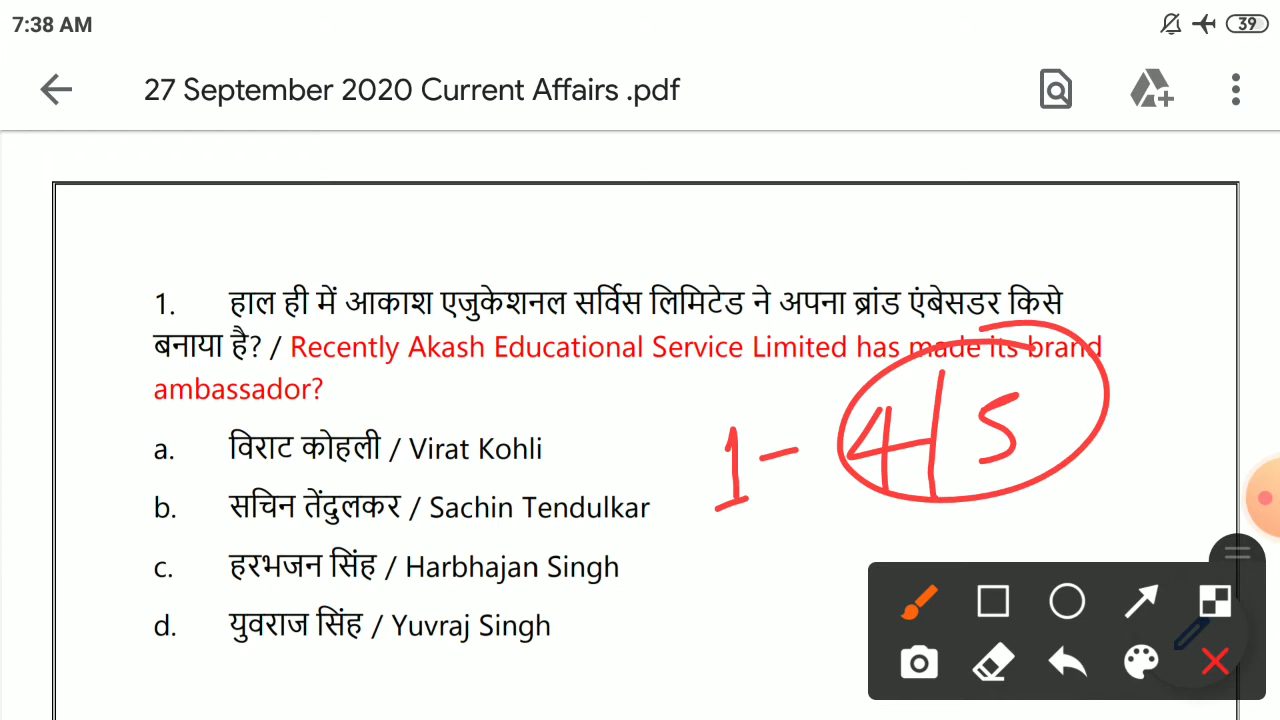 7:38 AM
39
27 September 2020 Current Affairs .pdf
1. हाल ही में आकाश एजुकेशनल सर्विस लिमिटेड ने अपना ब्रांड एंबेसडर किसे
बनाया है? / Recently Akash Educational Service Limited has made its brand
ambassador?
1 - 4 | 5
a. विराट कोहली / Virat Kohli
b. सचिन तेंदुलकर / Sachin Tendulkar
c. हरभजन सिंह / Harbhajan Singh
d. युवराज सिंह / Yuvraj Singh